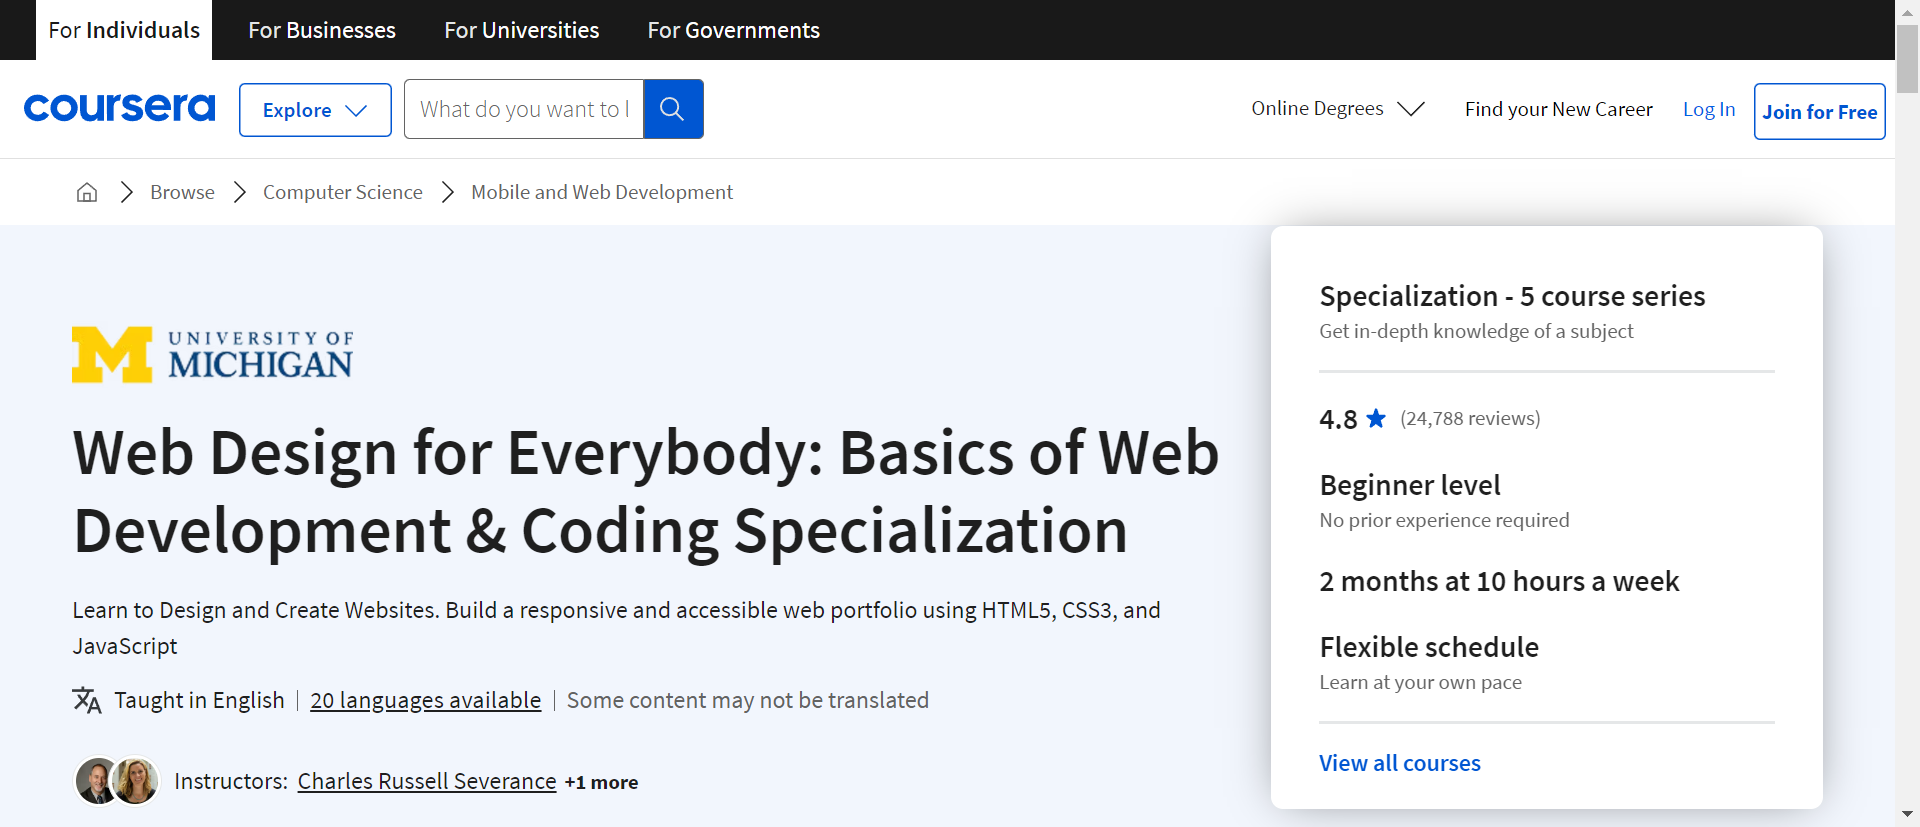 For Individuals
For Businesses
For Universities
For Governments
coursera
Explore
What do you want to l
Online Degrees
Find your New Career
Log In
Join for Free
Browse
Computer Science
Mobile and Web Development
UNIVERSITY OF
MICHIGAN
Web Design for Everybody: Basics of Web
Development & Coding Specialization
Learn to Design and Create Websites. Build a responsive and accessible web portfolio using HTML5, CSS3, and
JavaScript
Taught in English
20 languages available
Some content may not be translated
Instructors: Charles Russell Severance +1 more
Specialization - 5 course series
Get in-depth knowledge of a subject
4.8 (24,788 reviews)
Beginner level
No prior experience required
2 months at 10 hours a week
Flexible schedule
Learn at your own pace
View all courses